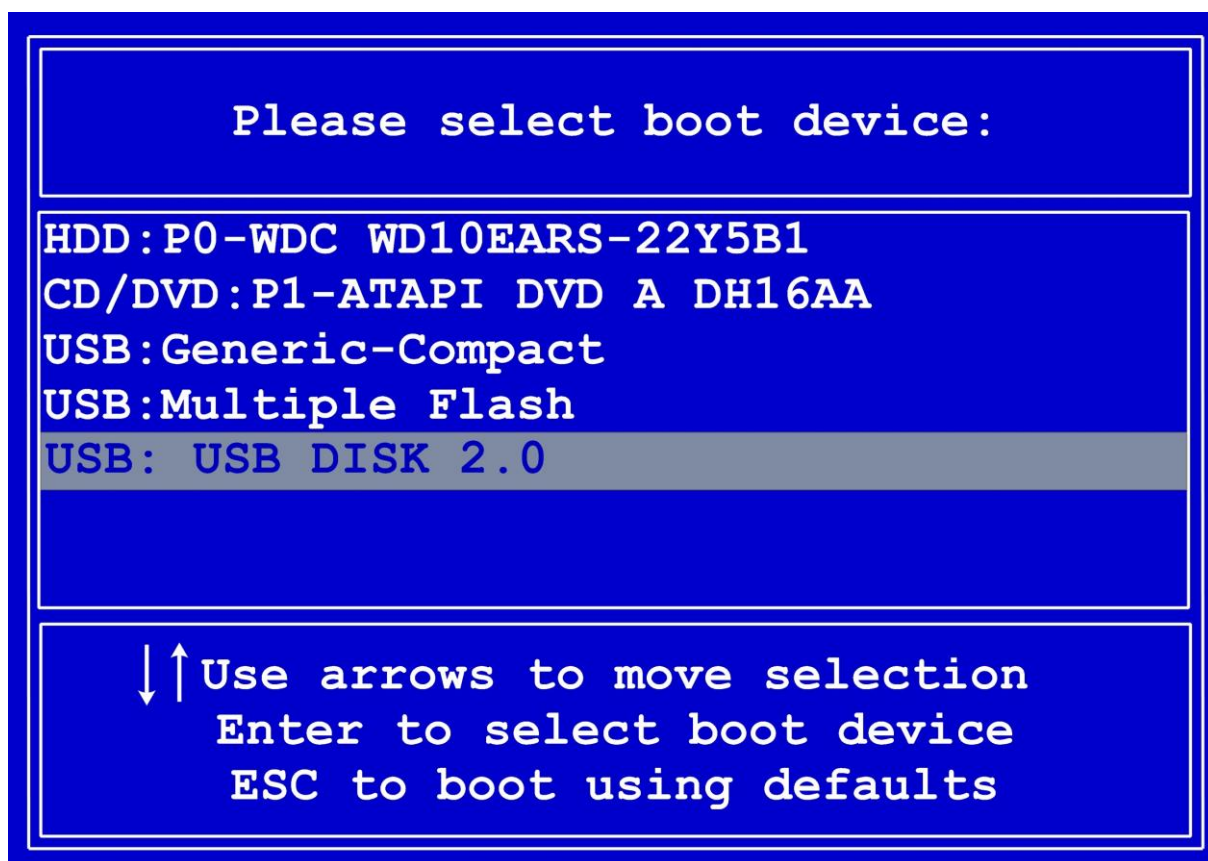 Please select boot device:
HDD:P0-WDC WD10EARS-22Y5B1
CD/DVD:P1-ATAPI DVD A DH16AA
USB:Generic-Compact
USB:Multiple Flash
USB: USB DISK 2.0
↓↑Use arrows to move selection
Enter to select boot device
ESC to boot using defaults